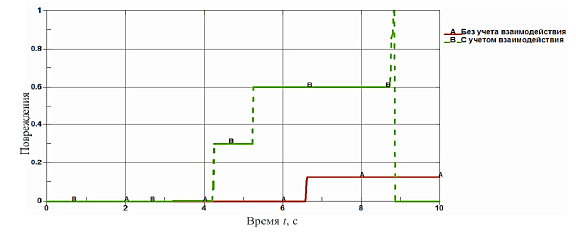 1
0.8
0.6
0.4
0.2
0
Повреждения
B A B A A A A
B
B B
0 2 4 6 8 10
Время t, с
A Без учета взаимодействия
B С учетом взаимодействия